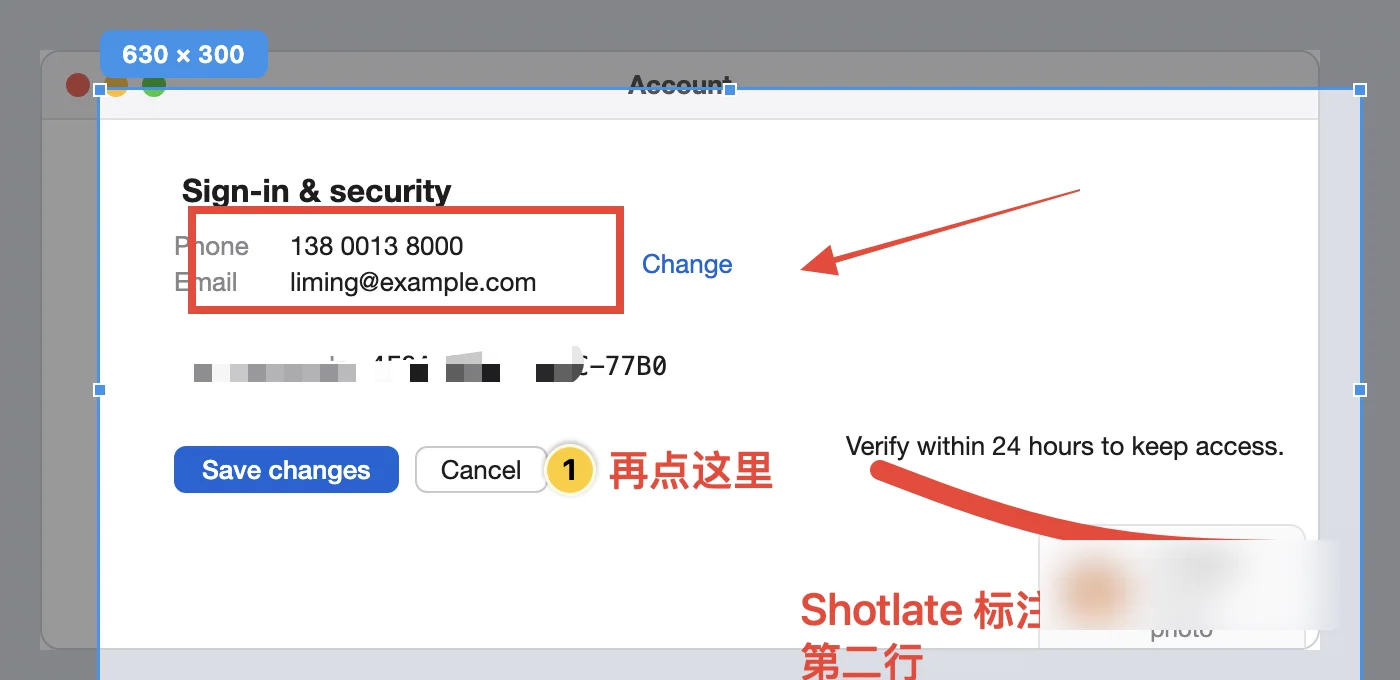 630 × 300
Account
Sign-in & security
Phone 138 0013 8000
Email liming@example.com
Change
-77B0
Save changes
Cancel
1 再点这里
Verify within 24 hours to keep access.
Shotlate 标注
第二行
photo